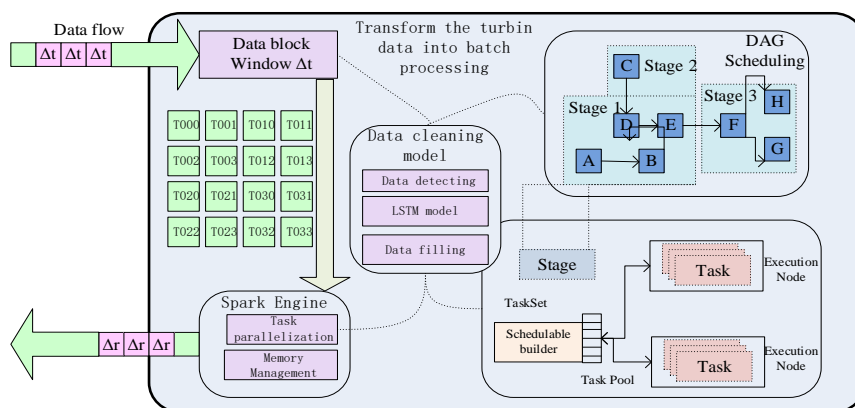 Data flow
Δt Δt Δt
Data block
Window Δt
Transform the turbin
data into batch
processing
DAG
Scheduling
C
Stage 2
Stage 1
Stage 3
D
E
F
H
G
A
B
T000 T001 T010 T011
T002 T003 T012 T013
T020 T021 T030 T031
T022 T023 T032 T033
Data cleaning
model
Data detecting
LSTM model
Data filling
Stage
TaskSet
Schedulable
builder
Task Pool
Task
Execution
Node
Task
Execution
Node
Spark Engine
Task
parallelization
Memory
Management
Δr Δr Δr